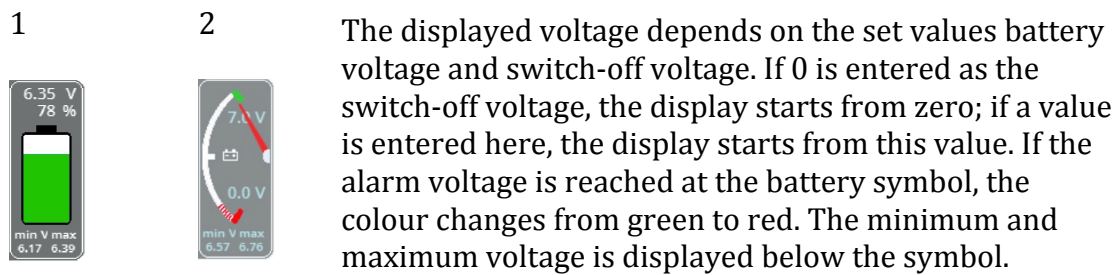 1
2
6.35 V
78 %
min V max
6.17 6.39
7.0 V
0.0 V
min V max
6.57 6.76
The displayed voltage depends on the set values battery
voltage and switch-off voltage. If 0 is entered as the
switch-off voltage, the display starts from zero; if a value
is entered here, the display starts from this value. If the
alarm voltage is reached at the battery symbol, the
colour changes from green to red. The minimum and
maximum voltage is displayed below the symbol.